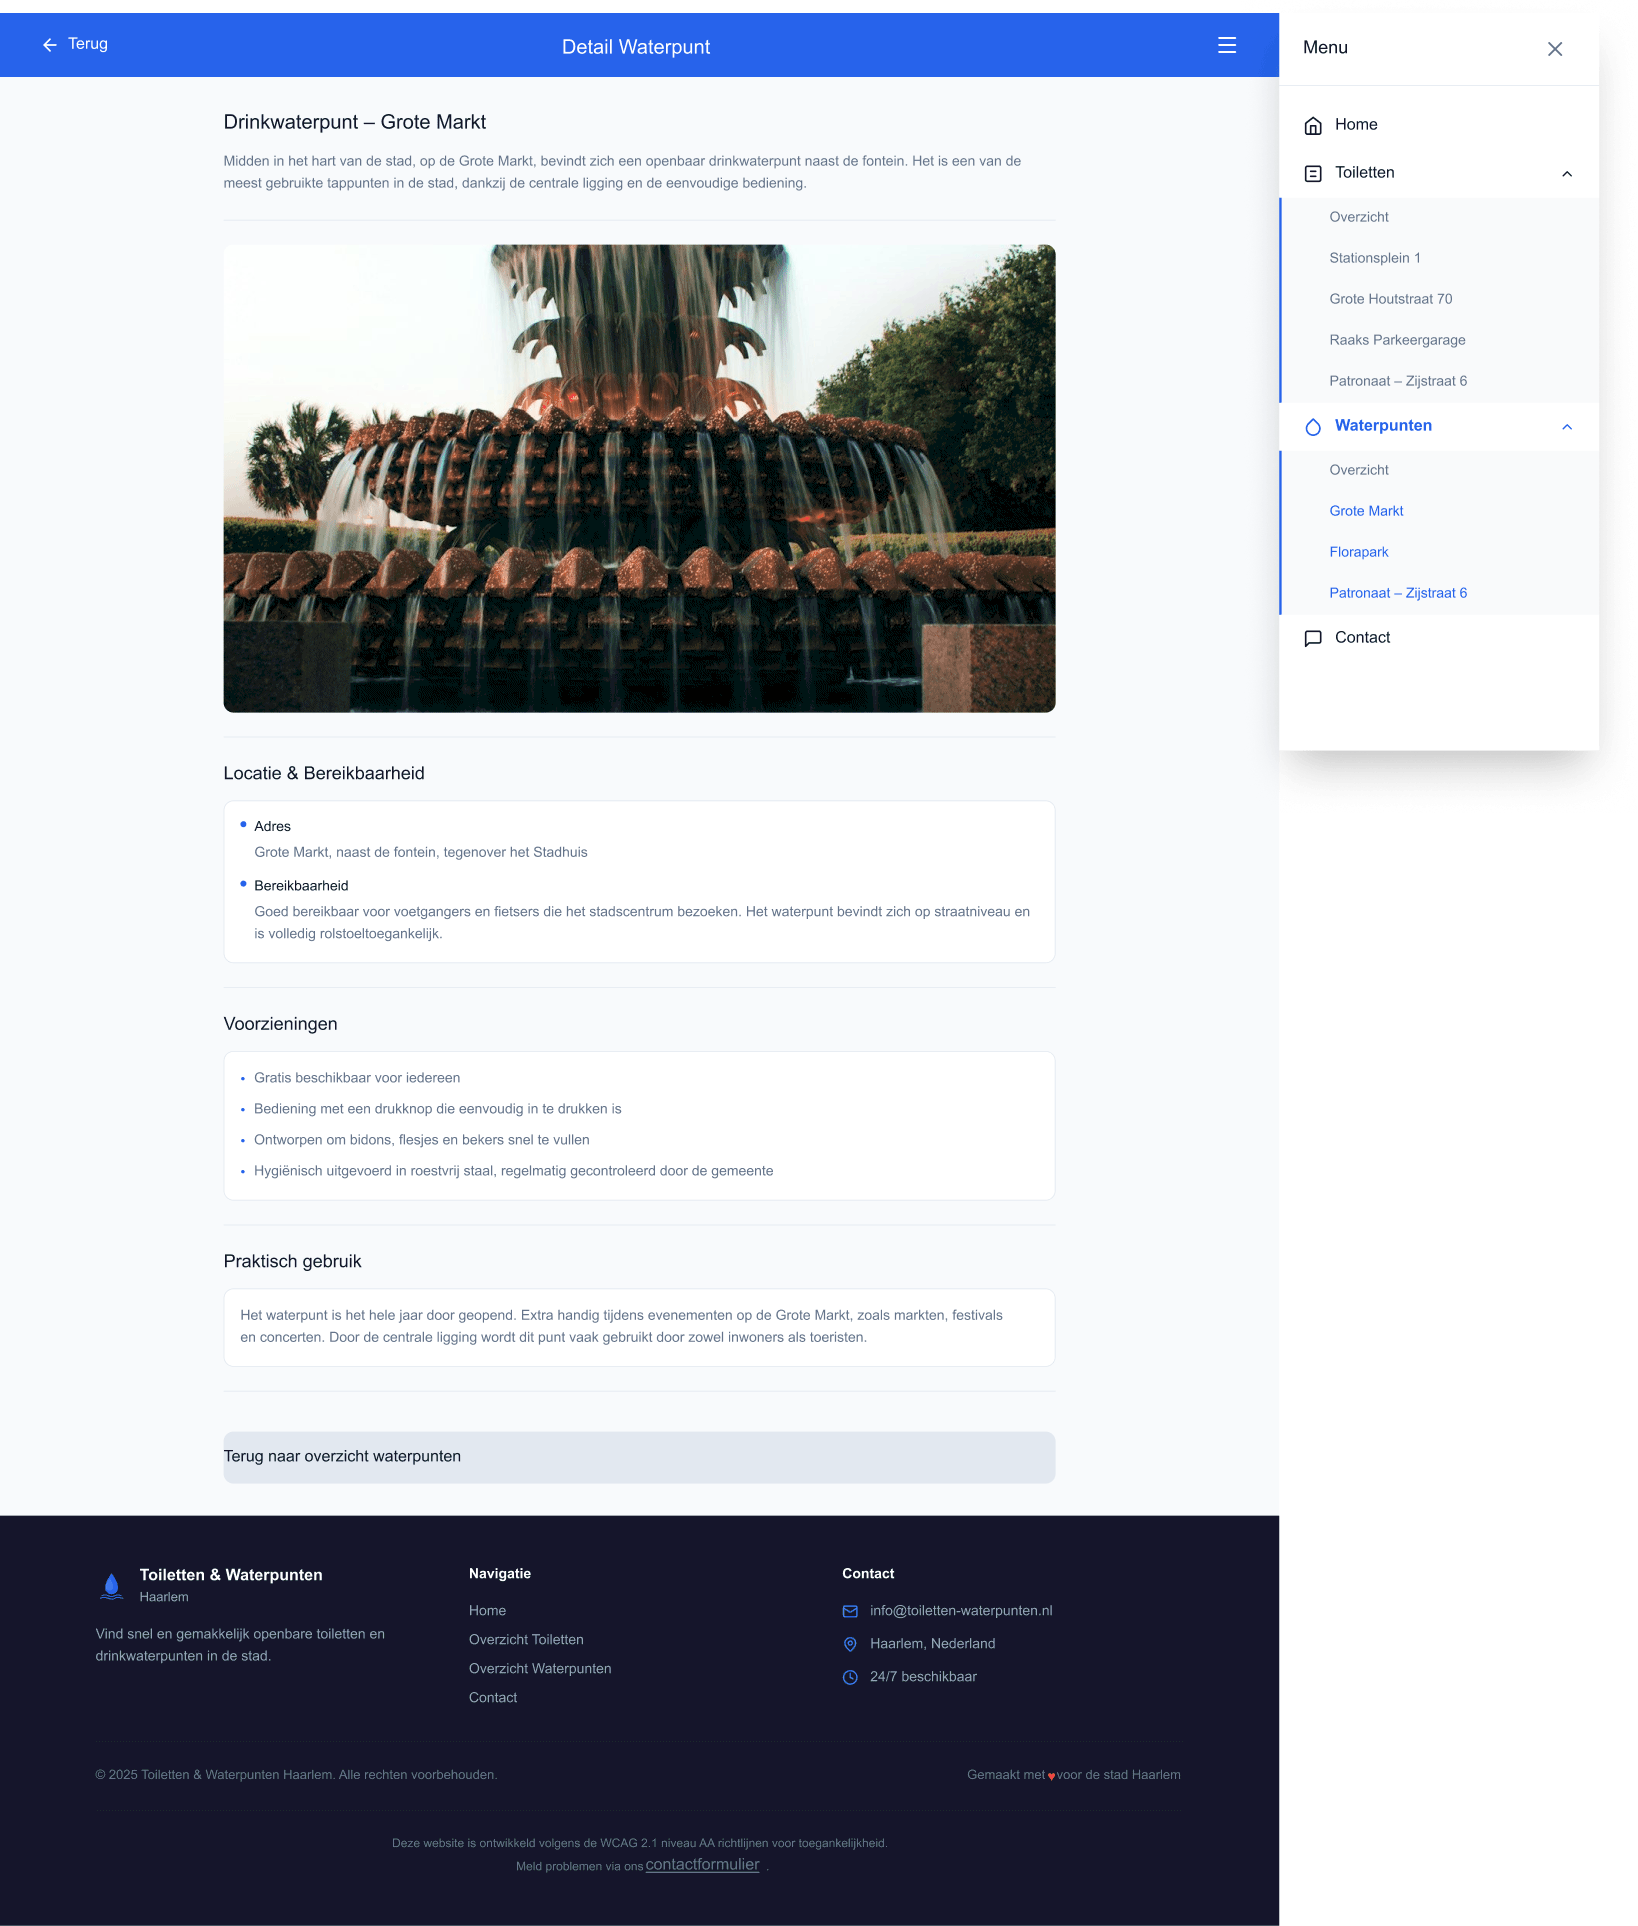 Terug
Detail Waterpunt
Drinkwaterpunt – Grote Markt
Midden in het hart van de stad, op de Grote Markt, bevindt zich een openbaar drinkwaterpunt naast de fontein. Het is een van de
meest gebruikte tappunten in de stad, dankzij de centrale ligging en de eenvoudige bediening.
Locatie & Bereikbaarheid
Adres
Grote Markt, naast de fontein, tegenover het Stadhuis
Bereikbaarheid
Goed bereikbaar voor voetgangers en fietsers die het stadscentrum bezoeken. Het waterpunt bevindt zich op straatniveau en
is volledig rolstoeltoegankelijk.
Voorzieningen
• Gratis beschikbaar voor iedereen
• Bediening met een drukknop die eenvoudig in te drukken is
• Ontworpen om bidons, flesjes en bekers snel te vullen
• Hygiënisch uitgevoerd in roestvrij staal, regelmatig gecontroleerd door de gemeente
Praktisch gebruik
Het waterpunt is het hele jaar door geopend. Extra handig tijdens evenementen op de Grote Markt, zoals markten, festivals
en concerten. Door de centrale ligging wordt dit punt vaak gebruikt door zowel inwoners als toeristen.
Terug naar overzicht waterpunten
Toiletten & Waterpunten
Haarlem
Vind snel en gemakkelijk openbare toiletten en
drinkwaterpunten in de stad.
Navigatie
Home
Overzicht Toiletten
Overzicht Waterpunten
Contact
Contact
info@toiletten-waterpunten.nl
Haarlem, Nederland
24/7 beschikbaar
© 2025 Toiletten & Waterpunten Haarlem. Alle rechten voorbehouden.
Gemaakt met ♥ voor de stad Haarlem
Deze website is ontwikkeld volgens de WCAG 2.1 niveau AA richtlijnen voor toegankelijkheid.
Meld problemen via ons contactformulier .
Menu
Home
Toiletten
Overzicht
Stationsplein 1
Grote Houtstraat 70
Raaks Parkeergarage
Patronaat – Zijstraat 6
Waterpunten
Overzicht
Grote Markt
Florapark
Patronaat – Zijstraat 6
Contact